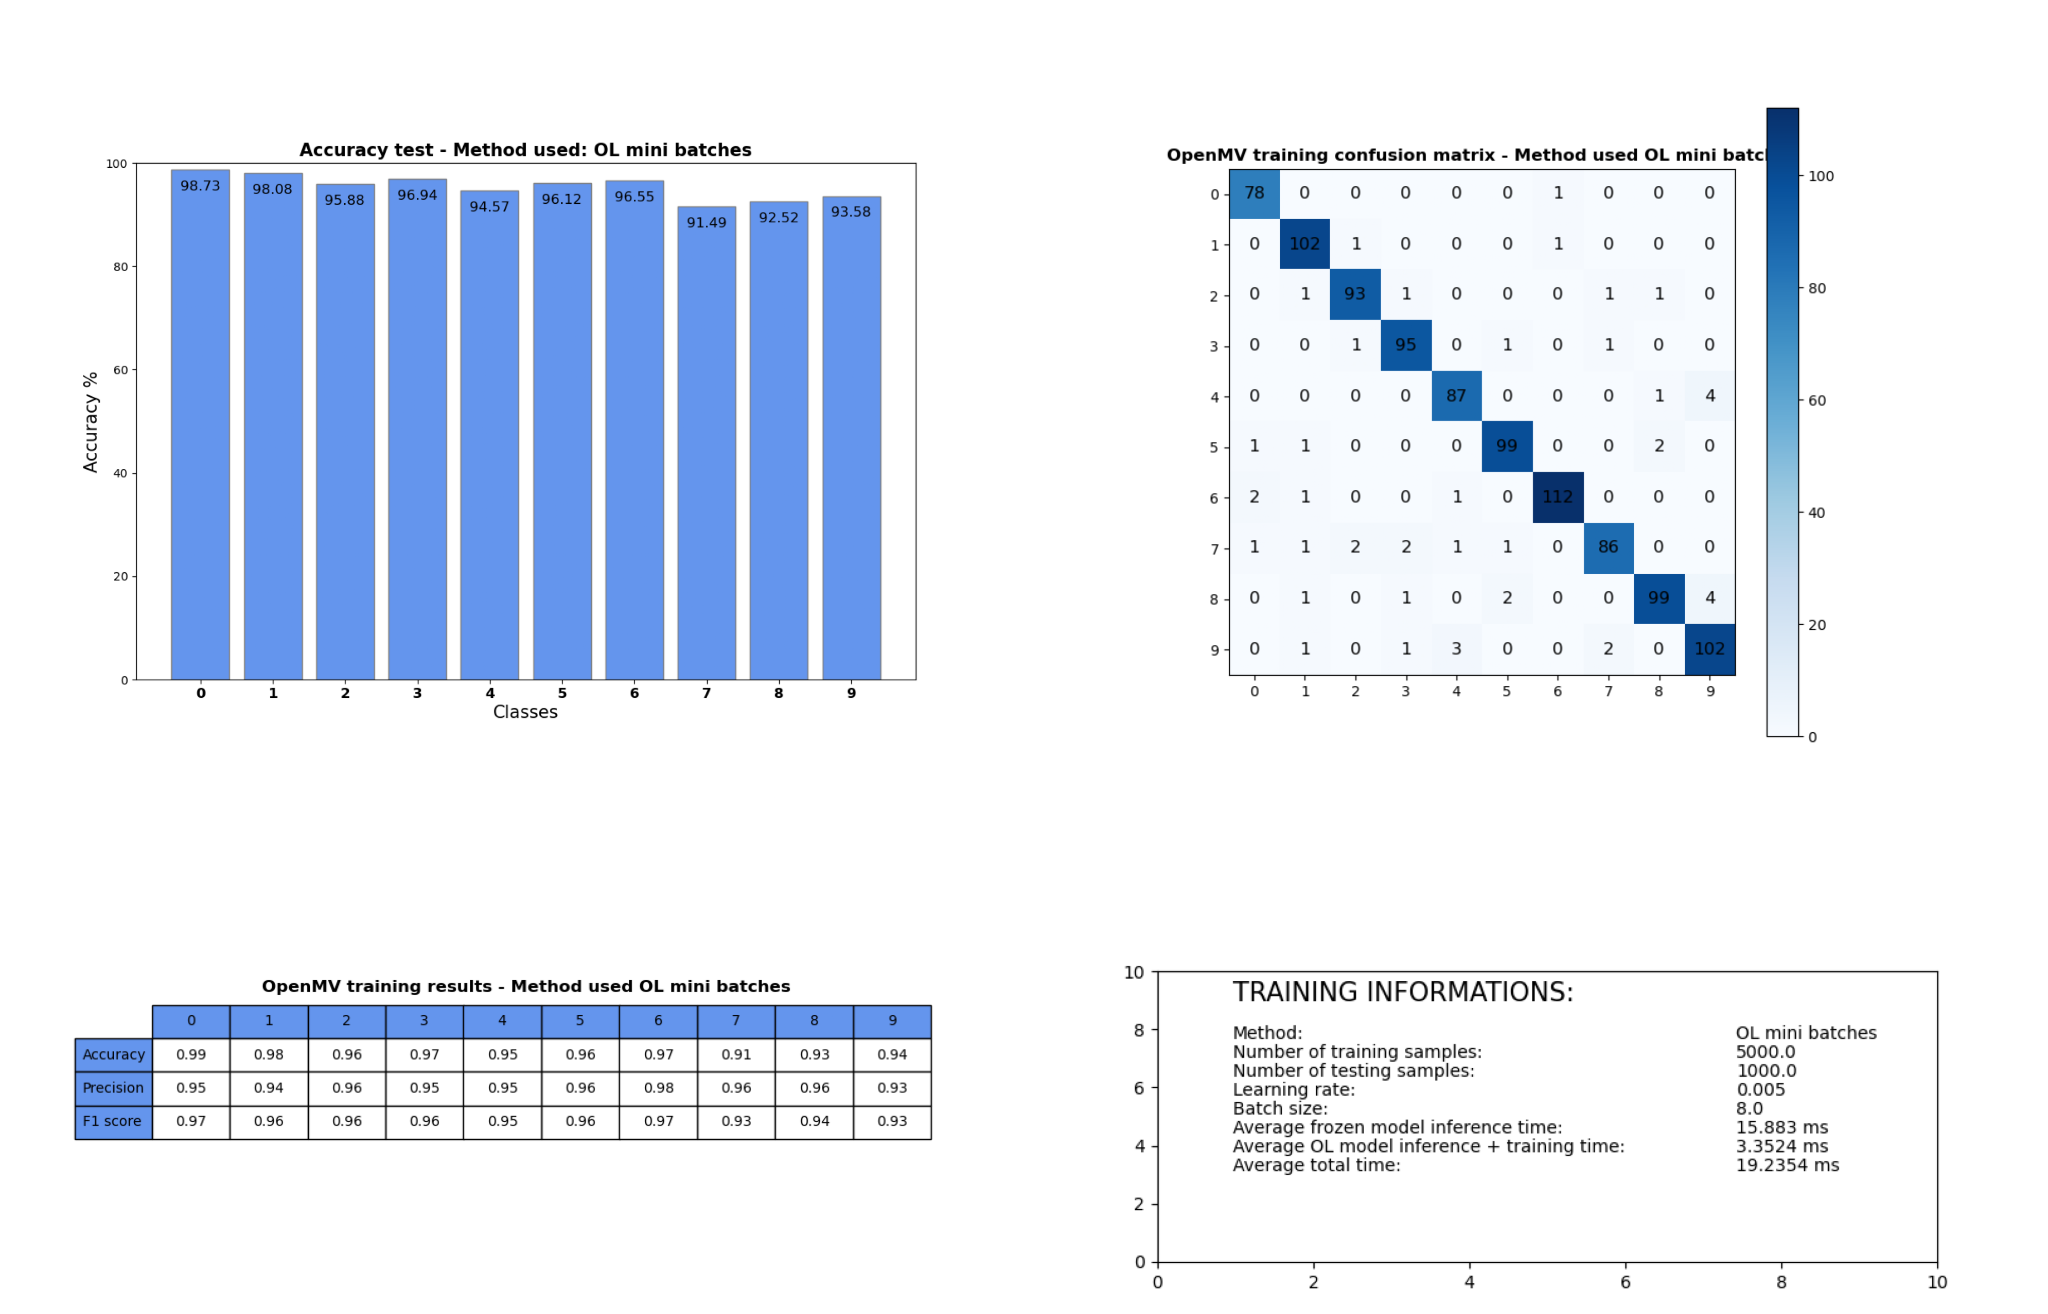 Accuracy test - Method used: OL mini batches
100
80
60
40
20
0
Accuracy %
98.73 98.08 95.88 96.94 94.57 96.12 96.55 91.49 92.52 93.58
0 1 2 3 4 5 6 7 8 9
Classes
OpenMV training confusion matrix - Method used OL mini batc
0 78 0 0 0 0 0 1 0 0 0
1 0 102 1 0 0 0 1 0 0 0
2 0 1 93 1 0 0 0 1 1 0
3 0 0 1 95 0 1 0 1 0 0
4 0 0 0 0 87 0 0 0 1 4
5 1 1 0 0 0 99 0 0 2 0
6 2 1 0 0 1 0 112 0 0 0
7 1 1 2 2 1 1 0 86 0 0
8 0 1 0 1 0 2 0 0 99 4
9 0 1 0 1 3 0 0 2 0 102
0 1 2 3 4 5 6 7 8 9
100
80
60
40
20
0
OpenMV training results - Method used OL mini batches
0 1 2 3 4 5 6 7 8 9
Accuracy 0.99 0.98 0.96 0.97 0.95 0.96 0.97 0.91 0.93 0.94
Precision 0.95 0.94 0.96 0.95 0.95 0.96 0.98 0.96 0.96 0.93
F1 score 0.97 0.96 0.96 0.96 0.95 0.96 0.97 0.93 0.94 0.93
10
8
6
4
2
0
TRAINING INFORMATIONS:
Method: OL mini batches
Number of training samples: 5000.0
Number of testing samples: 1000.0
Learning rate: 0.005
Batch size: 8.0
Average frozen model inference time: 15.883 ms
Average OL model inference + training time: 3.3524 ms
Average total time: 19.2354 ms
0 2 4 6 8 10